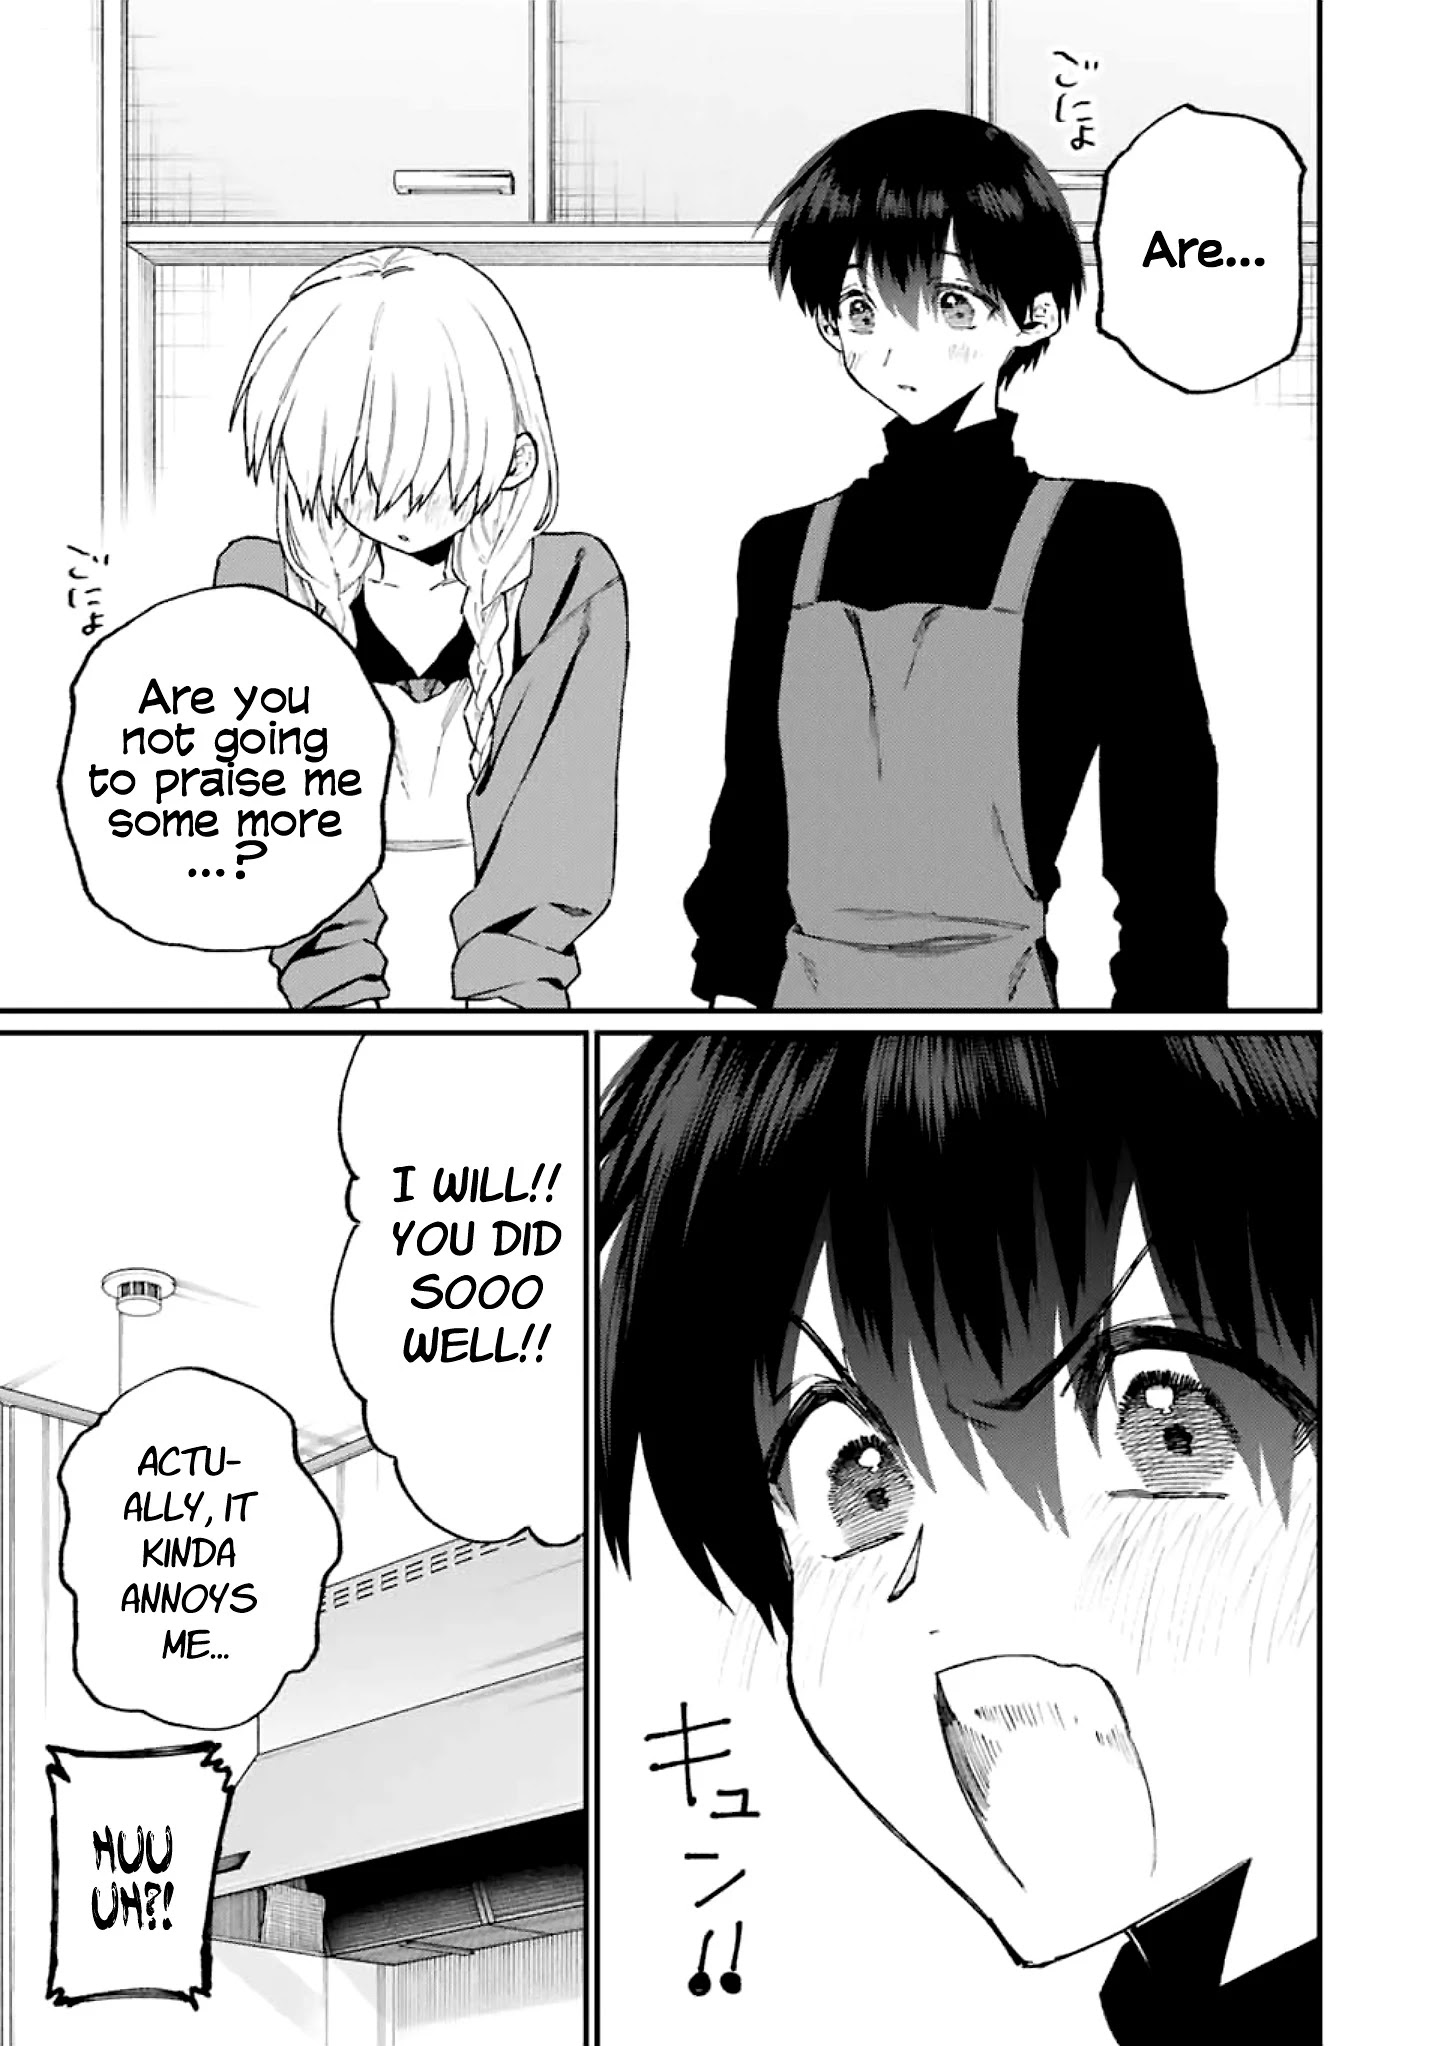 ごにょ
Are...
ごにょ
Are you
not going
to praise me
some more
...?
キュン!!
I WILL!!
YOU DID
SOOO
WELL!!
ACTU-
ALLY, IT
KINDA
ANNOYS
ME...
HUU
UH?!